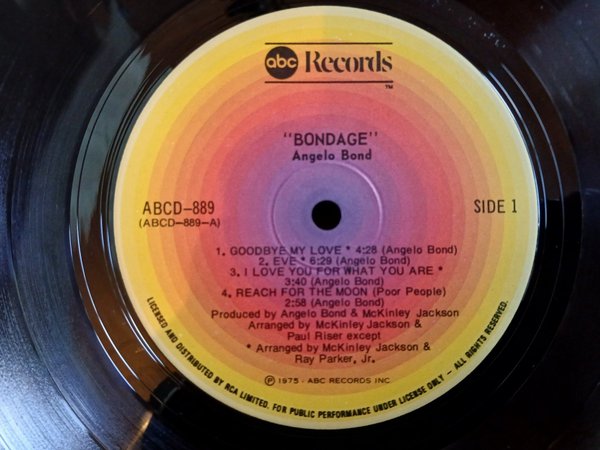 abc Records
TM
"BONDAGE"
Angelo Bond
ABCD-889
(ABCD-889-A)
SIDE 1
1. GOODBYE MY LOVE * 4:28 (Angelo Bond)
2. EVE * 6:29 (Angelo Bond)
3. I LOVE YOU FOR WHAT YOU ARE *
3:40 (Angelo Bond)
4. REACH FOR THE MOON (Poor People)
2:58 (Angelo Bond)
Produced by Angelo Bond & McKinley Jackson
Arranged by McKinley Jackson &
Paul Riser except
* Arranged by McKinley Jackson &
Ray Parker, Jr.
℗ 1975 · ABC RECORDS INC.
LICENSED AND DISTRIBUTED BY RCA LIMITED. FOR PUBLIC PERFORMANCE UNDER LICENSE ONLY - ALL RIGHTS RESERVED.